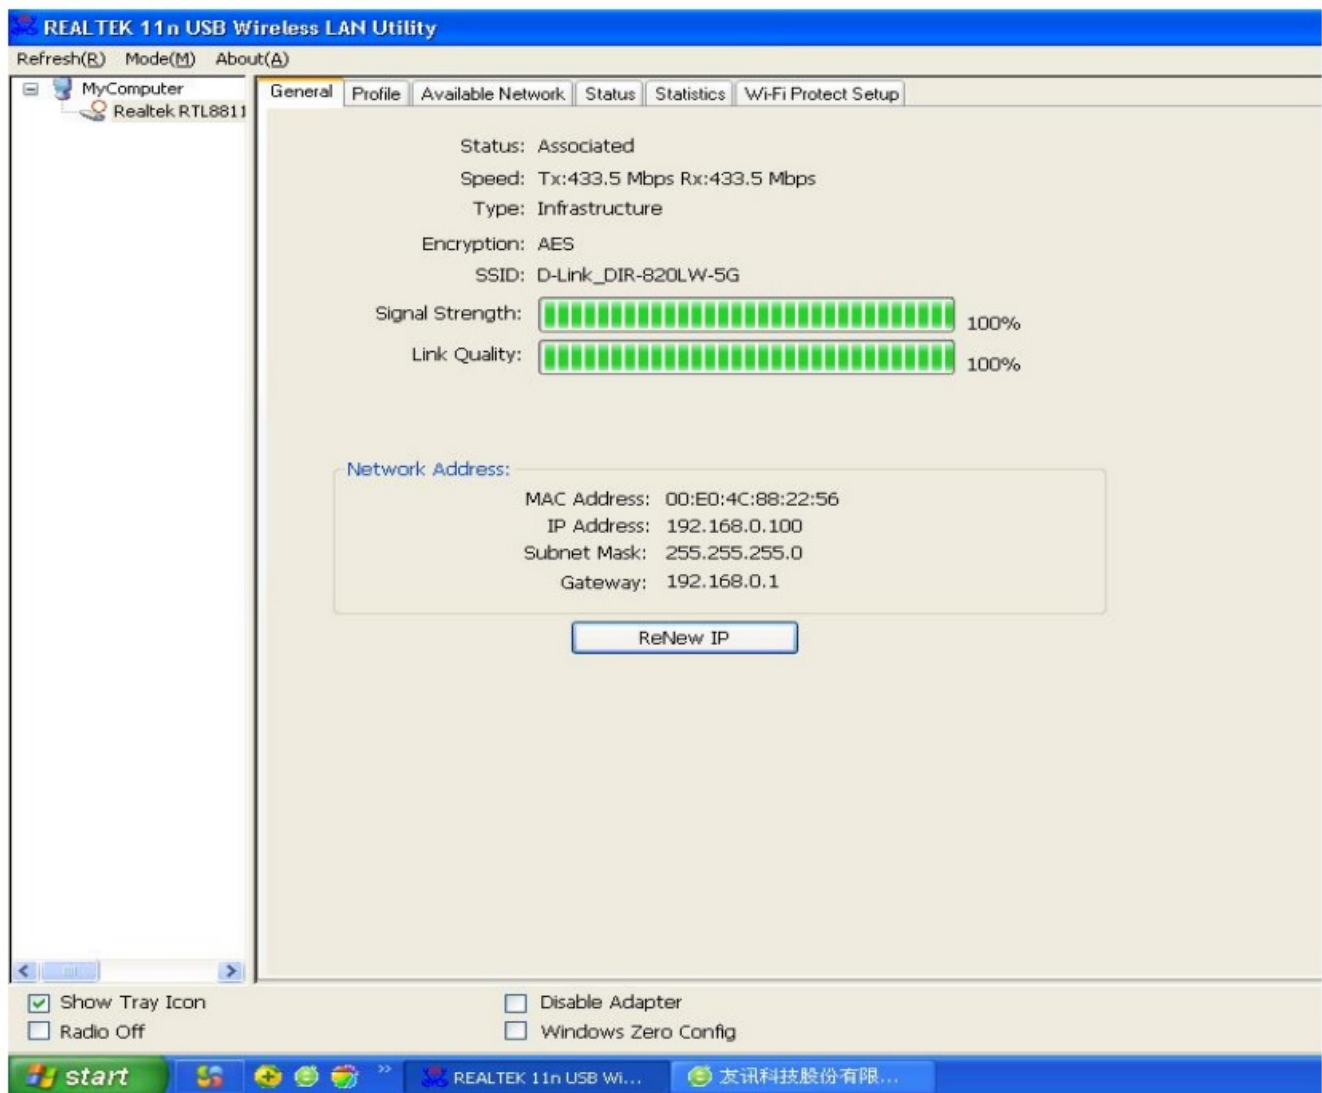 REALTEK 11n USB Wireless LAN Utility
Refresh(R) Mode(M) About(A)
MyComputer
Realtek RTL8811
General Profile Available Network Status Statistics Wi-Fi Protect Setup
Status: Associated
Speed: Tx:433.5 Mbps Rx:433.5 Mbps
Type: Infrastructure
Encryption: AES
SSID: D-Link_DIR-820LW-5G
Signal Strength: 100%
Link Quality: 100%
Network Address:
MAC Address: 00:E0:4C:88:22:56
IP Address: 192.168.0.100
Subnet Mask: 255.255.255.0
Gateway: 192.168.0.1
ReNew IP
Show Tray Icon Disable Adapter
Radio Off Windows Zero Config
start REALTEK 11n USB Wi... 友讯科技股份有限...